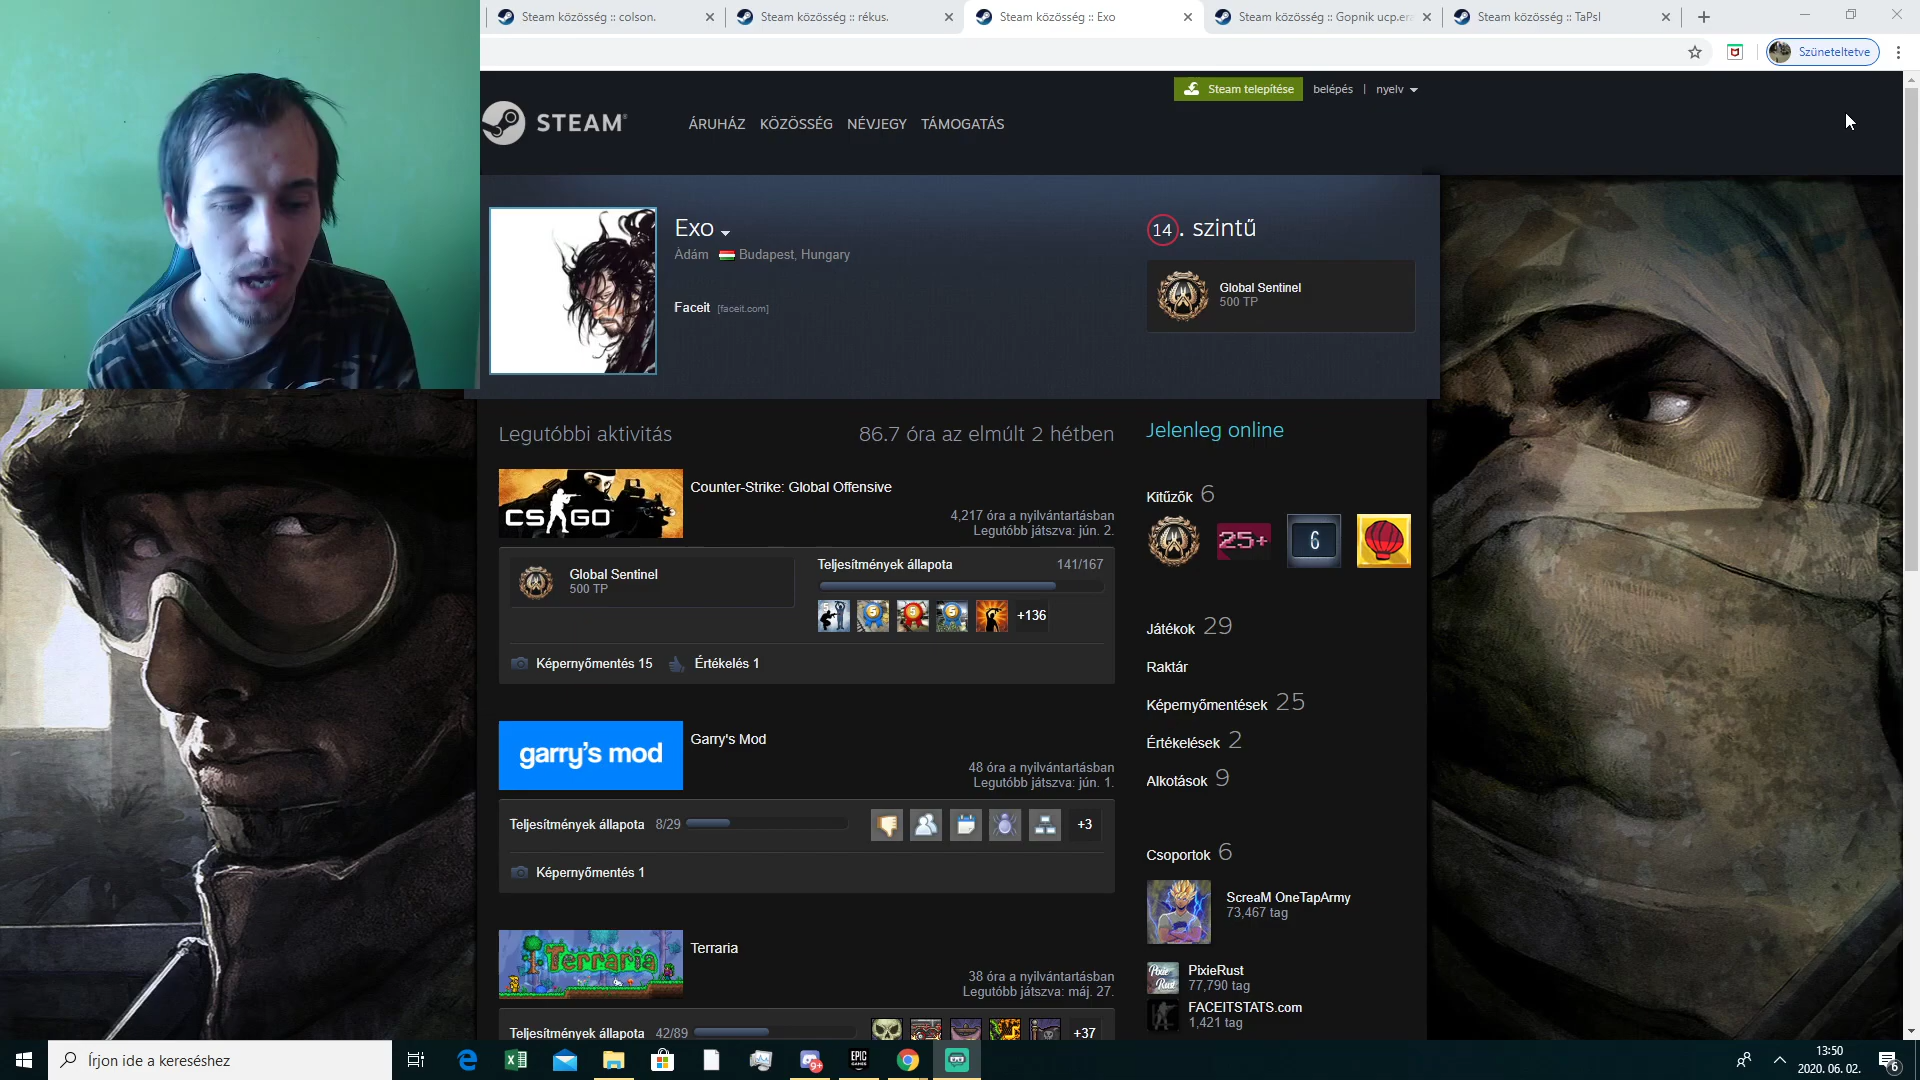 Steam közösség :: colson.
Steam közösség :: rékus.
Steam közösség :: Exo
Steam közösség :: Gopnik ucp.er
Steam közösség :: TaPsI
Szüneteltetve
Steam telepítése
belépés | nyelv
STEAM
ÁRUHÁZ KÖZÖSSÉG NÉVJEGY TÁMOGATÁS
Exo
Ádám Budapest, Hungary
Faceit [faceit.com]
14. szintű
Global Sentinel
500 TP
Legutóbbi aktivitás
86.7 óra az elmúlt 2 hétben
CS GO
Counter-Strike: Global Offensive
4,217 óra a nyilvántartásban
Legutóbb játszva: jún. 2.
Global Sentinel
500 TP
Teljesítmények állapota 141/167
+136
Képernyőmentés 15 Értékelés 1
garry's mod
Garry's Mod
48 óra a nyilvántartásban
Legutóbb játszva: jún. 1.
Teljesítmények állapota 8/29
+3
Képernyőmentés 1
Terraria
Terraria
38 óra a nyilvántartásban
Legutóbb játszva: máj. 27.
Teljesítmények állapota 42/89
+37
Jelenleg online
Kitűzők 6
25+
6
Játékok 29
Raktár
Képernyőmentések 25
Értékelések 2
Alkotások 9
Csoportok 6
ScreaM OneTapArmy
73,467 tag
Pixie Rust
PixieRust
77,790 tag
FACEITSTATS.com
1,421 tag
Írjon ide a kereséshez
9+
EPIC GAMES
13:50
2020. 06. 02.
6